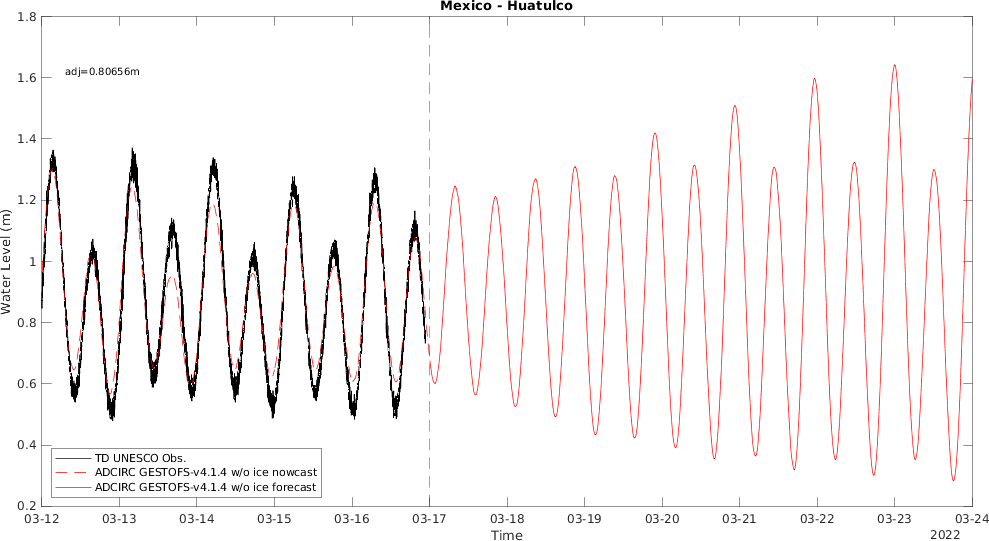 Mexico - Huatulco
1.8
1.6
1.4
1.2
1
0.8
0.6
0.4
0.2
Water Level (m)
adj=0.80656m
TD UNESCO Obs.
ADCIRC GESTOFS-v4.1.4 w/o ice nowcast
ADCIRC GESTOFS-v4.1.4 w/o ice forecast
03-12 03-13 03-14 03-15 03-16 03-17 03-18 03-19 03-20 03-21 03-22 03-23 03-24
Time
2022